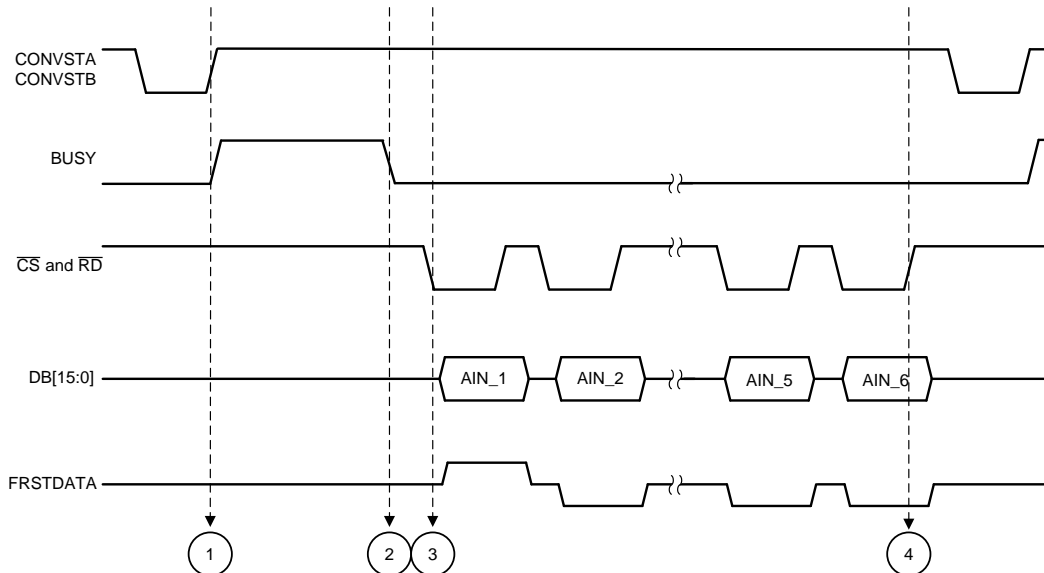 CONVSTA
CONVSTB
BUSY
CS and RD
DB[15:0]
AIN_1
AIN_2
AIN_5
AIN_6
FRSTDATA
1
2
3
4